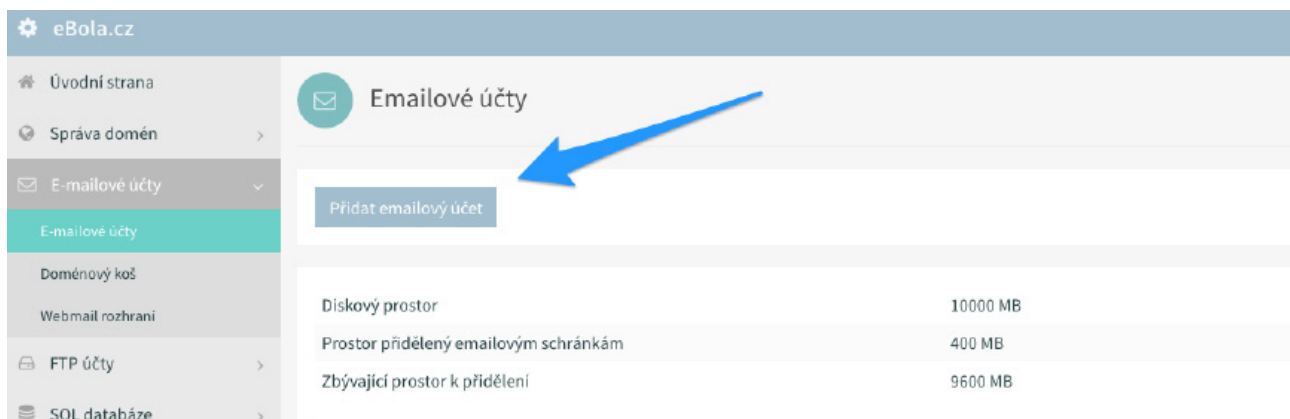 eBola.cz
Úvodní strana
Správa domén
E-mailové účty
E-mailové účty
Doménový koš
Webmail rozhraní
FTP účty
SQL databáze
Emailové účty
Přidat emailový účet
Diskový prostor 10000 MB
Prostor přidělený emailovým schránkám 400 MB
Zbývající prostor k přidělení 9600 MB